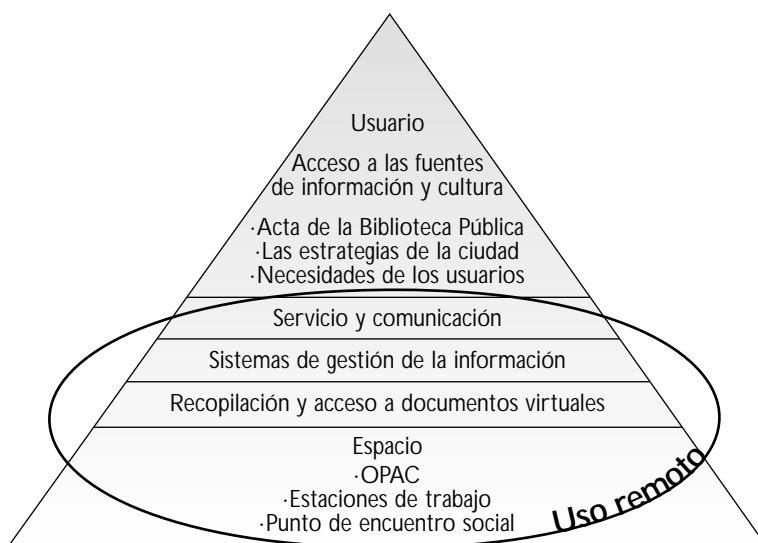 Usuario
Acceso a las fuentes
de información y cultura
·Acta de la Biblioteca Pública
·Las estrategias de la ciudad
·Necesidades de los usuarios
Servicio y comunicación
Sistemas de gestión de la información
Recopilación y acceso a documentos virtuales
Espacio
·OPAC
·Estaciones de trabajo
·Punto de encuentro social
Uso remoto